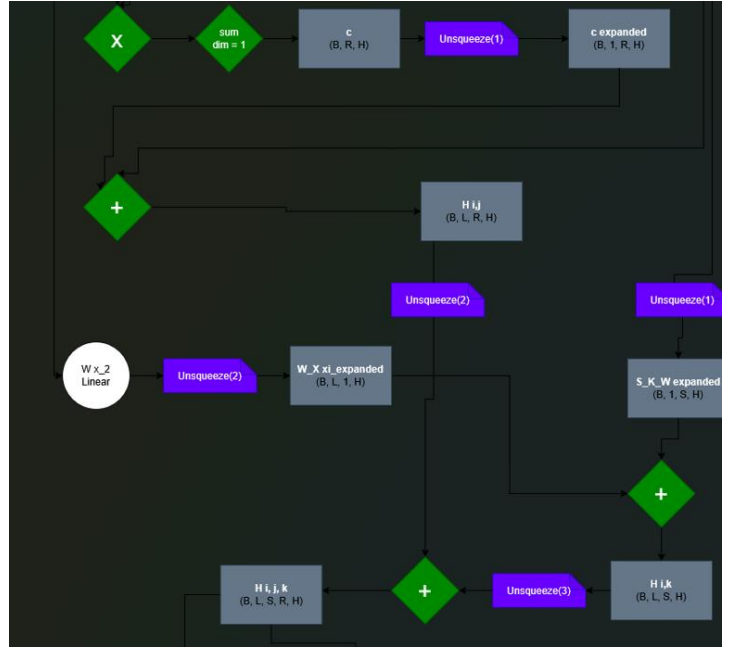 X
sum
dim = 1
c
(B, R, H)
Unsqueeze(1)
c expanded
(B, 1, R, H)
+
H i,j
(B, L, R, H)
Unsqueeze(2)
Unsqueeze(1)
W x_2
Linear
Unsqueeze(2)
W_X xi_expanded
(B, L, 1, H)
S_K_W expanded
(B, 1, S, H)
+
H i, j, k
(B, L, S, R, H)
+
Unsqueeze(3)
H i,k
(B, L, S, H)